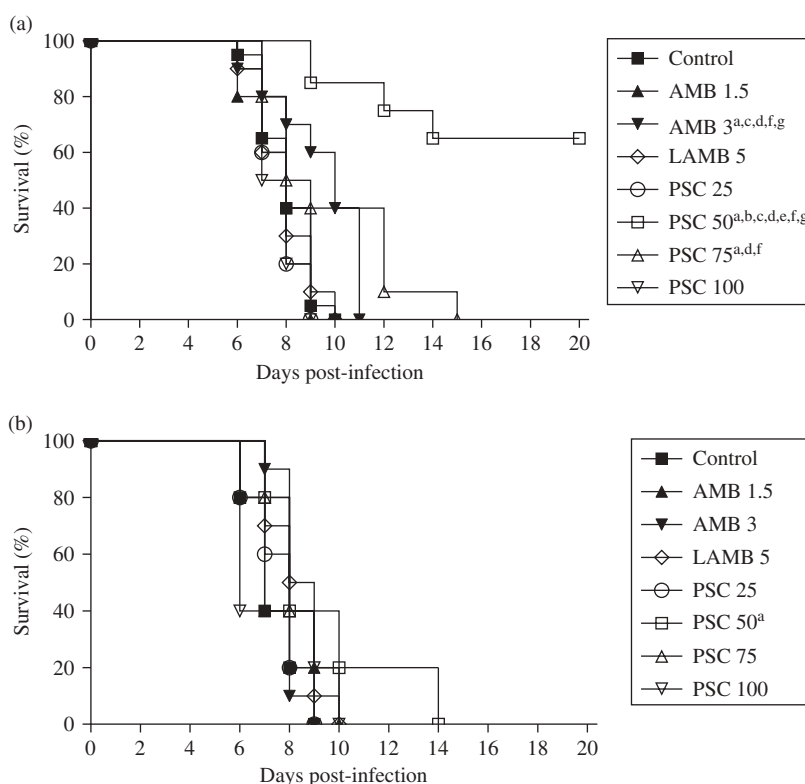 (a)
100
80
60
40
20
0
Survival (%)
0 2 4 6 8 10 12 14 16 18 20
Days post-infection
Control
AMB 1.5
AMB 3a,c,d,f,g
LAMB 5
PSC 25
PSC 50a,b,c,d,e,f,g
PSC 75a,d,f
PSC 100
(b)
100
80
60
40
20
0
Survival (%)
0 2 4 6 8 10 12 14 16 18 20
Days post-infection
Control
AMB 1.5
AMB 3
LAMB 5
PSC 25
PSC 50a
PSC 75
PSC 100